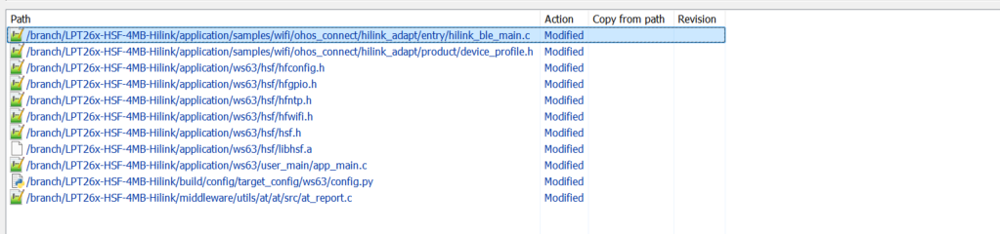 Path Action Copy from path Revision
/branch/LPT26x-HSF-4MB-Hilink/application/samples/wifi/ohos_connect/hilink_adapt/entry/hilink_ble_main.c Modified
/branch/LPT26x-HSF-4MB-Hilink/application/samples/wifi/ohos_connect/hilink_adapt/product/device_profile.h Modified
/branch/LPT26x-HSF-4MB-Hilink/application/ws63/hsf/hfconfig.h Modified
/branch/LPT26x-HSF-4MB-Hilink/application/ws63/hsf/hfgpio.h Modified
/branch/LPT26x-HSF-4MB-Hilink/application/ws63/hsf/hfntp.h Modified
/branch/LPT26x-HSF-4MB-Hilink/application/ws63/hsf/hfwifi.h Modified
/branch/LPT26x-HSF-4MB-Hilink/application/ws63/hsf/hsf.h Modified
/branch/LPT26x-HSF-4MB-Hilink/application/ws63/hsf/libhsf.a Modified
/branch/LPT26x-HSF-4MB-Hilink/application/ws63/user_main/app_main.c Modified
/branch/LPT26x-HSF-4MB-Hilink/build/config/target_config/ws63/config.py Modified
/branch/LPT26x-HSF-4MB-Hilink/middleware/utils/at/at/src/at_report.c Modified